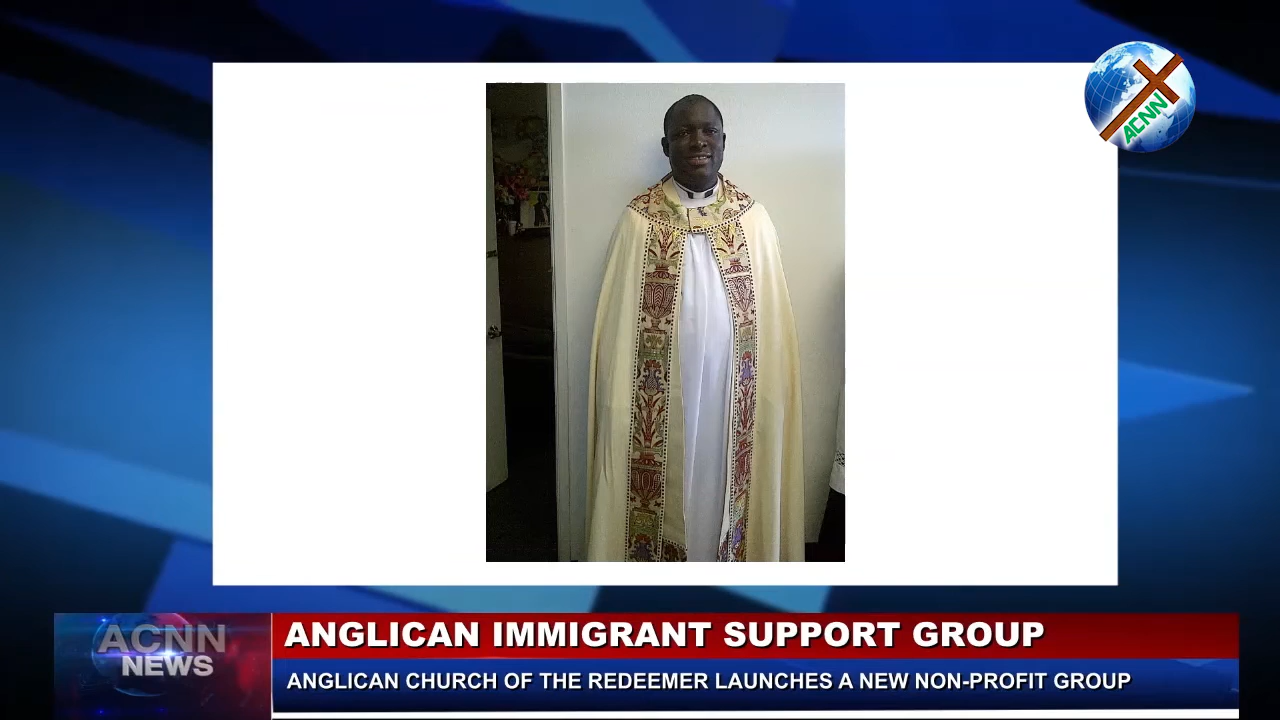 ACNN
ANGLICAN IMMIGRANT SUPPORT GROUP
ACNN
NEWS
ANGLICAN CHURCH OF THE REDEEMER LAUNCHES A NEW NON-PROFIT GROUP